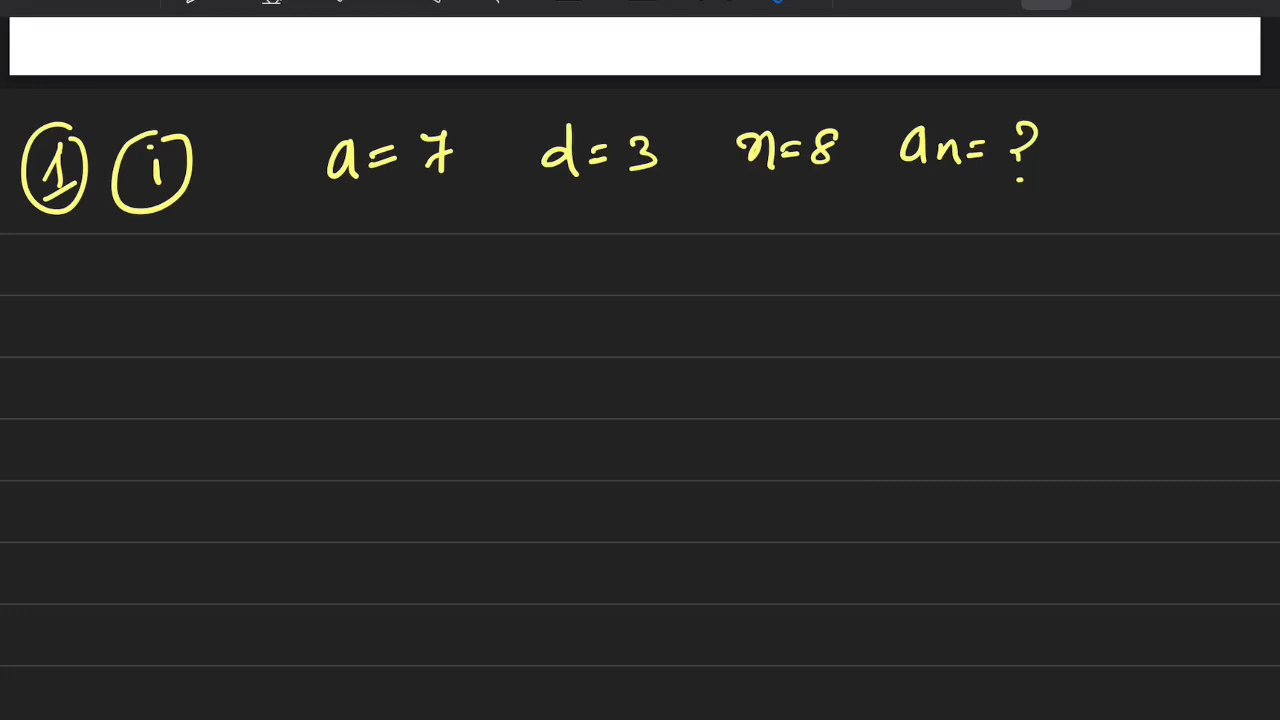 1 i a = 7 d = 3 n = 8 an = ?